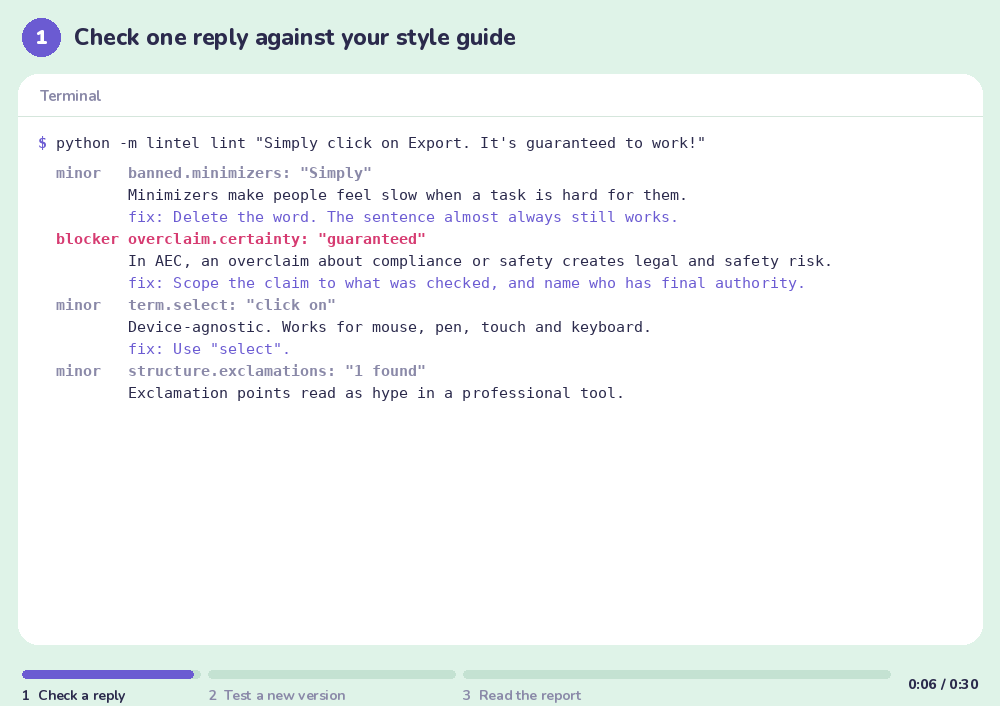 1 Check one reply against your style guide
Terminal
$ python -m lintel lint "Simply click on Export. It's guaranteed to work!"
minor banned.minimizers: "Simply"
Minimizers make people feel slow when a task is hard for them.
fix: Delete the word. The sentence almost always still works.
blocker overclaim.certainty: "guaranteed"
In AEC, an overclaim about compliance or safety creates legal and safety risk.
fix: Scope the claim to what was checked, and name who has final authority.
minor term.select: "click on"
Device-agnostic. Works for mouse, pen, touch and keyboard.
fix: Use "select".
minor structure.exclamations: "1 found"
Exclamation points read as hype in a professional tool.
1 Check a reply
2 Test a new version
3 Read the report
0:06 / 0:30